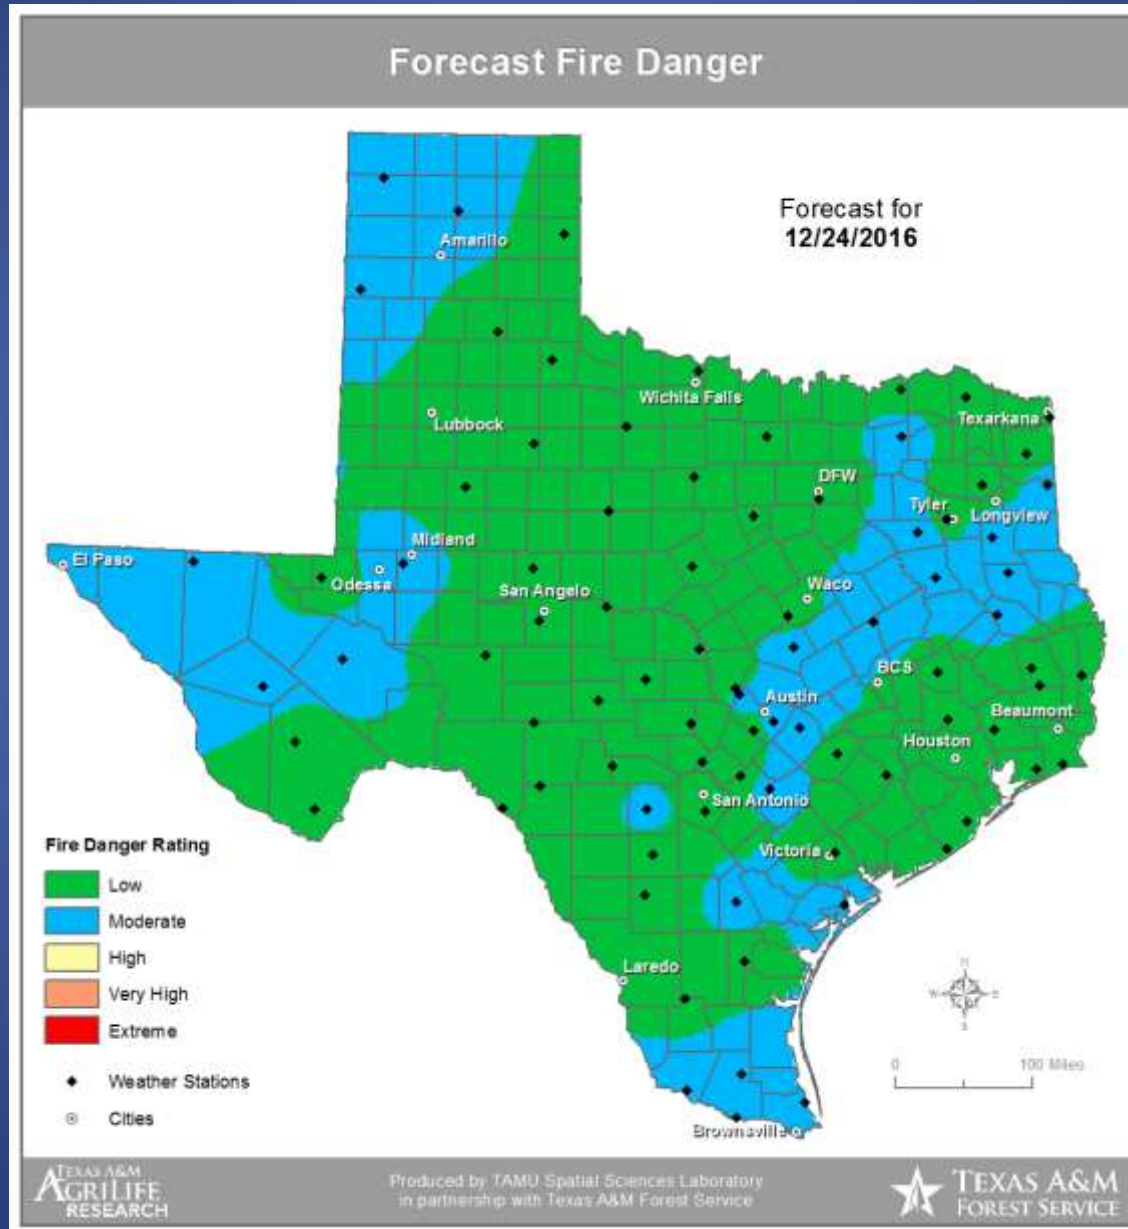 Forecast Fire Danger
Forecast for
12/24/2016
Amarillo
Wichita Falls
Lubbock
Texarkana
DFW
Tyler
Longview
Midland
El Paso
Odessa
San Angelo
Waco
BCS
Austin
Beaumont
Houston
San Antonio
Victoria
Laredo
Brownsville
Fire Danger Rating
Low
Moderate
High
Very High
Extreme
Weather Stations
Cities
N
W E
S
0 100 Miles
TEXAS A&M
AGRILIFE
RESEARCH
Produced by TAMU Spatial Sciences Laboratory
in partnership with Texas A&M Forest Service
TEXAS A&M
FOREST SERVICE